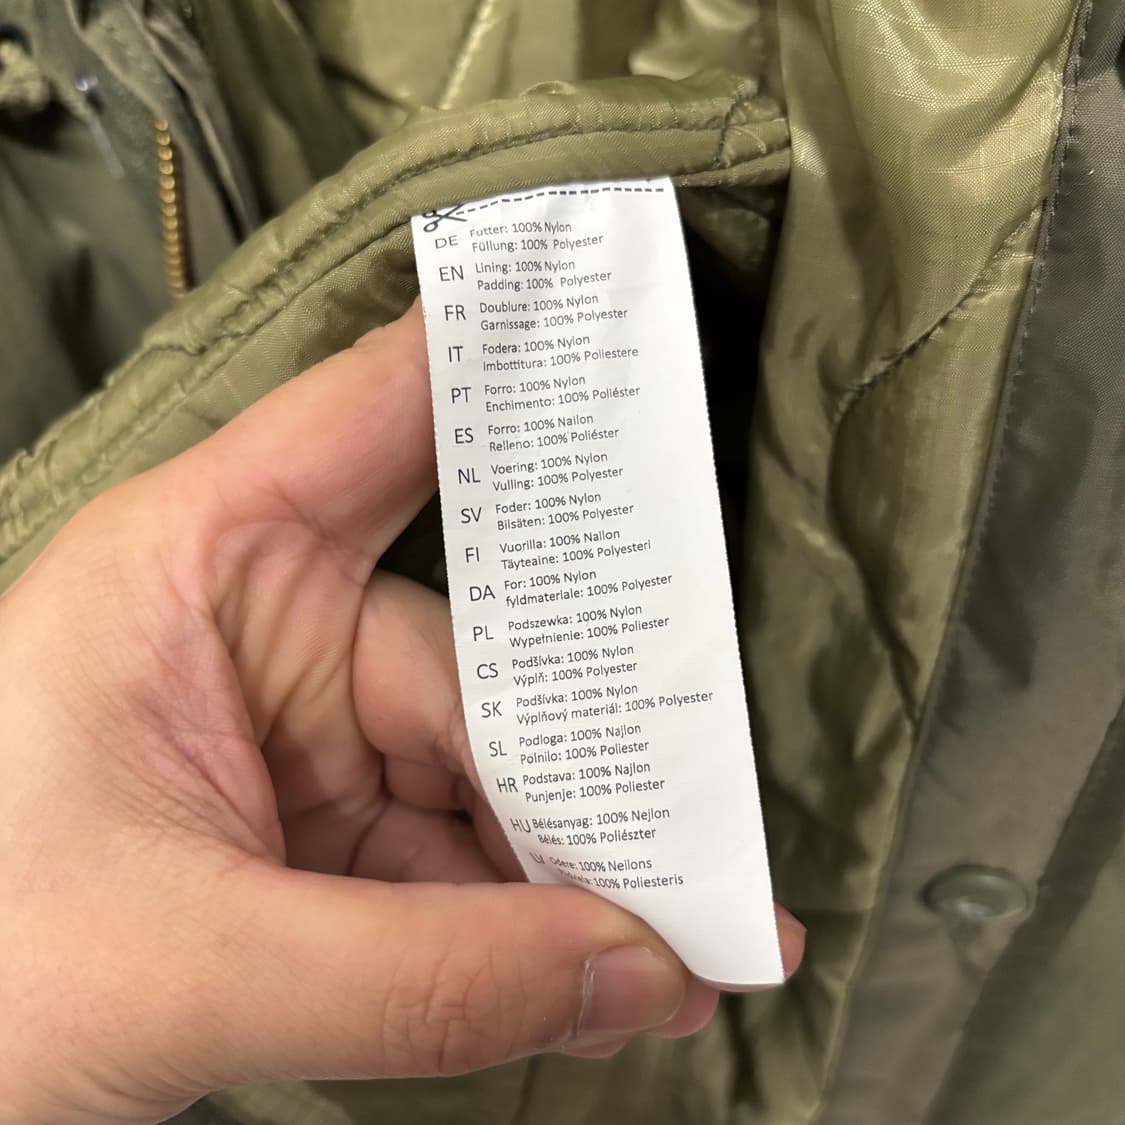 DE Futter: 100% Nylon
Füllung: 100% Polyester
EN Lining: 100% Nylon
Padding: 100% Polyester
FR Doublure: 100% Nylon
Garnissage: 100% Polyester
IT Fodera: 100% Nylon
Imbottitura: 100% Poliestere
PT Forro: 100% Nylon
Enchimento: 100% Poliéster
ES Forro: 100% Nailon
Relleno: 100% Poliéster
NL Voering: 100% Nylon
Vulling: 100% Polyester
SV Foder: 100% Nylon
Bilsäten: 100% Polyester
FI Vuorilla: 100% Nailon
Täyteaine: 100% Polyesteri
DA For: 100% Nylon
fyldmateriale: 100% Polyester
PL Podszewka: 100% Nylon
Wypełnienie: 100% Polyester
CS Podšívka: 100% Nylon
Výplň: 100% Polyester
SK Podšívka: 100% Nylon
Výplňový materiál: 100% Polyester
SL Podloga: 100% Najlon
Polnilo: 100% Poliester
HR Podstava: 100% Najlon
Punjenje: 100% Poliester
HU Bélésanyag: 100% Nejlon
Bélés: 100% Poliészter
LV Odere: 100% Neilons
100% Poliesteris